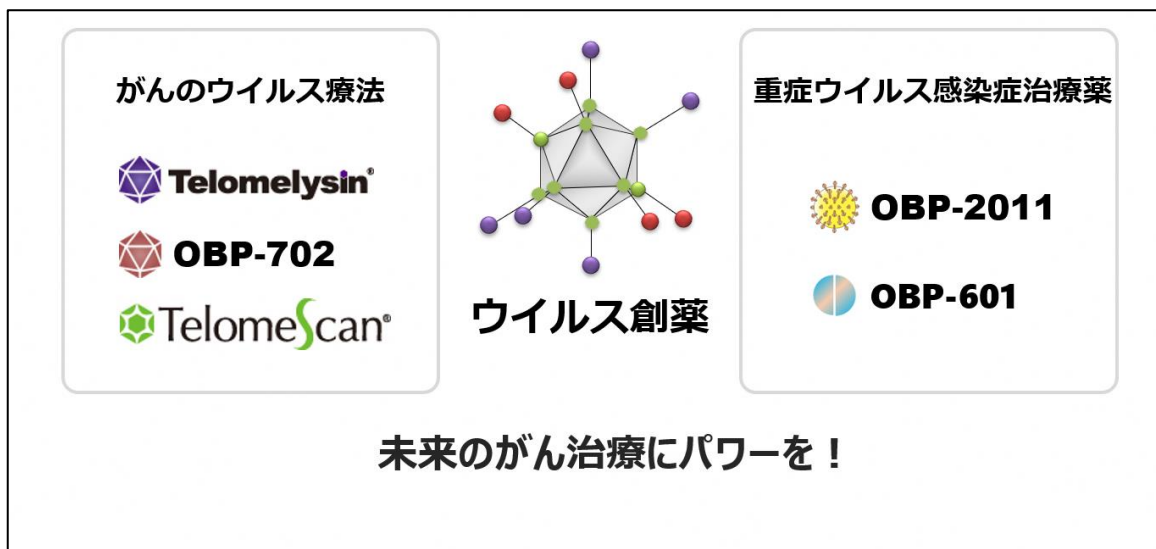 がんのウイルス療法
Telomelysin®
OBP-702
TelomeScan®
ウイルス創薬
重症ウイルス感染症治療薬
OBP-2011
OBP-601
未来のがん治療にパワーを！